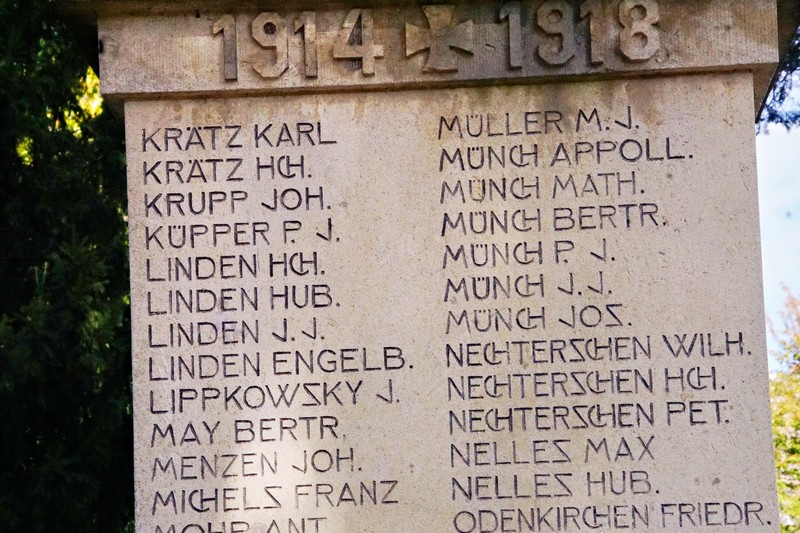 1914 1918
KRÄTZ KARL
KRÄTZ HCH.
KRUPP JOH.
KÜPPER P. J.
LINDEN HCH.
LINDEN HUB.
LINDEN J. J.
LINDEN ENGELB.
LIPPKOWSKY J.
MAY BERTR.
MENZEN JOH.
MICHELS FRANZ
MOHR ANT.
MÜLLER M. J.
MÜNCH APPOLL.
MÜNCH MATH.
MÜNCH BERTR.
MÜNCH P. J.
MÜNCH J. J.
MÜNCH JOS.
NECHTERSCHEN WILH.
NECHTERSCHEN HCH.
NECHTERSCHEN PET.
NELLES MAX
NELLES HUB.
ODENKIRCHEN FRIEDR.